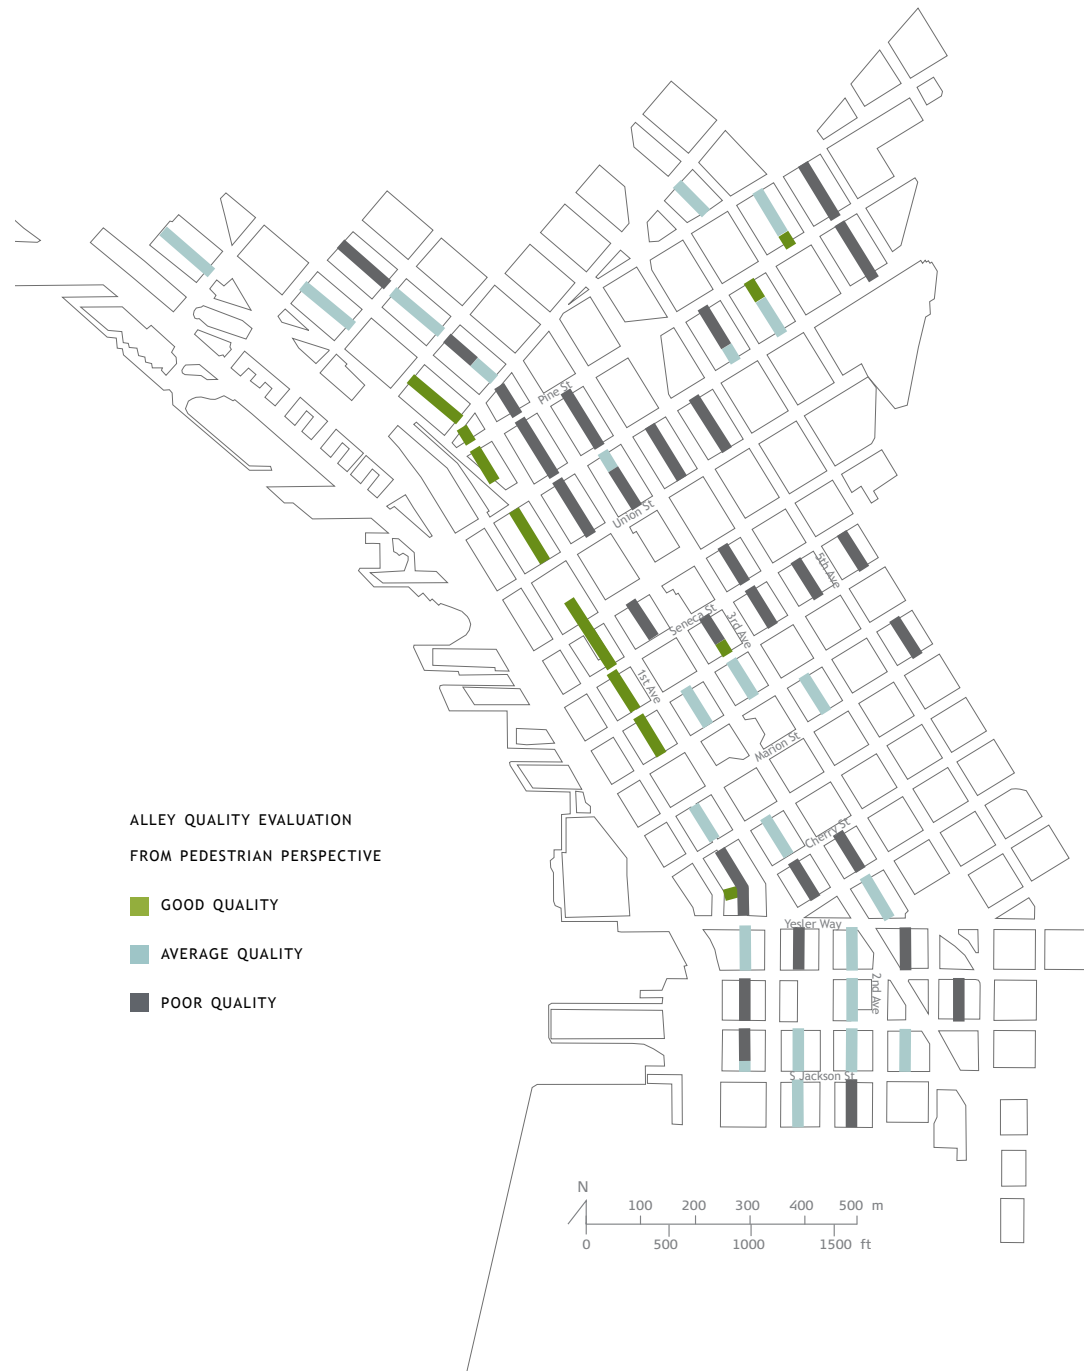 Pine St
Union St
5th Ave
Seneca St
3rd Ave
1st Ave
Marion St
ALLEY QUALITY EVALUATION
FROM PEDESTRIAN PERSPECTIVE
Cherry St
GOOD QUALITY
Yesler Way
AVERAGE QUALITY
2nd Ave
POOR QUALITY
S Jackson St
N
100 200 300 400 500 m
0 500 1000 1500 ft